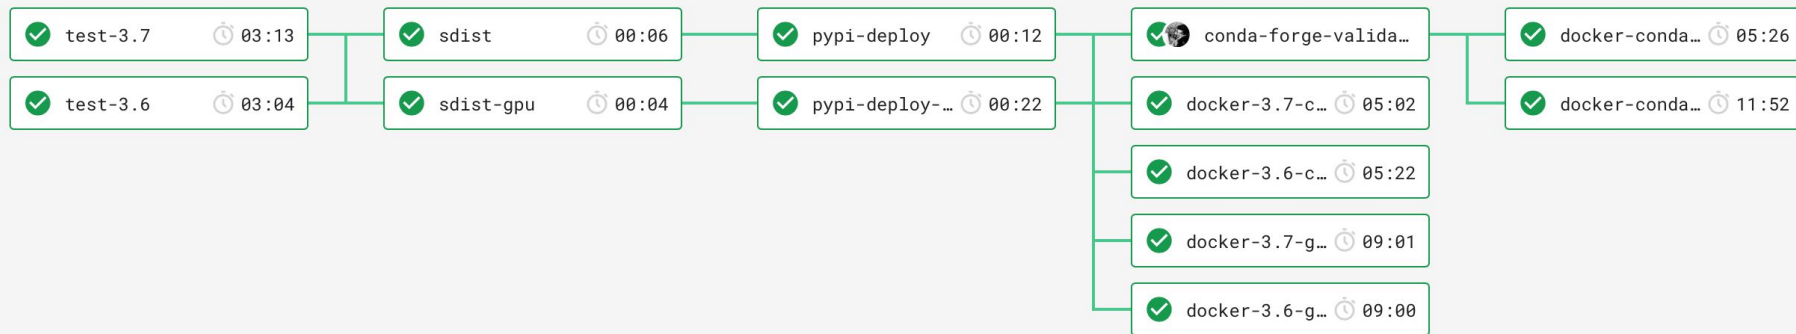 test-3.7 03:13 sdist 00:06 pypi-deploy 00:12 conda-forge-valida… docker-conda… 05:26
test-3.6 03:04 sdist-gpu 00:04 pypi-deploy-… 00:22 docker-3.7-c… 05:02 docker-conda… 11:52
docker-3.6-c… 05:22
docker-3.7-g… 09:01
docker-3.6-g… 09:00